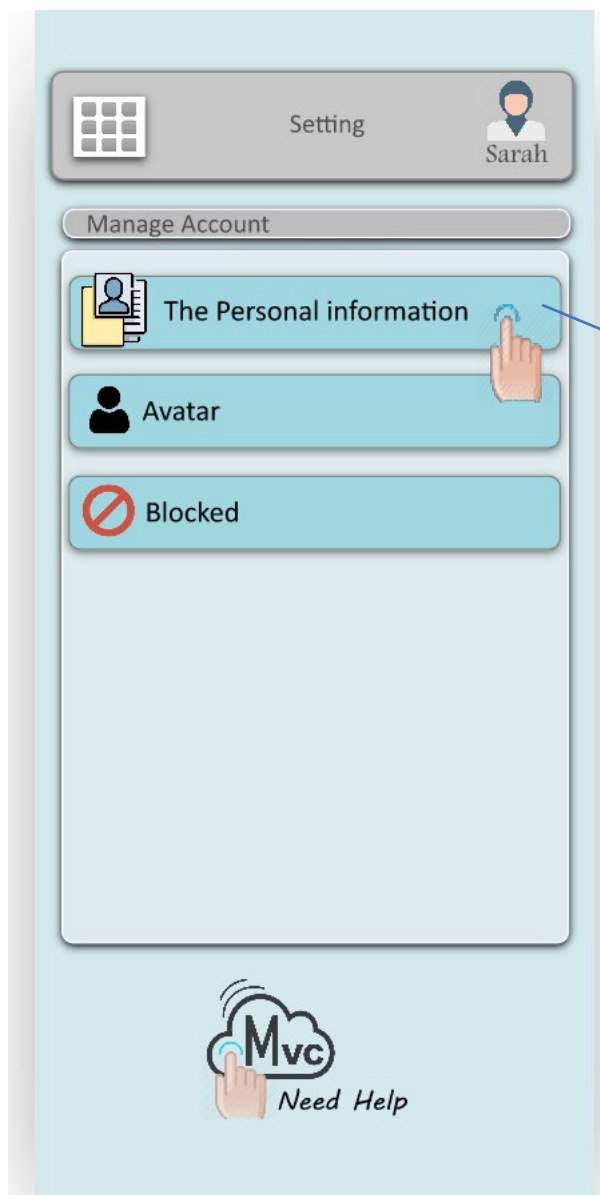 Setting
Sarah
Manage Account
The Personal information
Avatar
Blocked
Mvc
Need Help